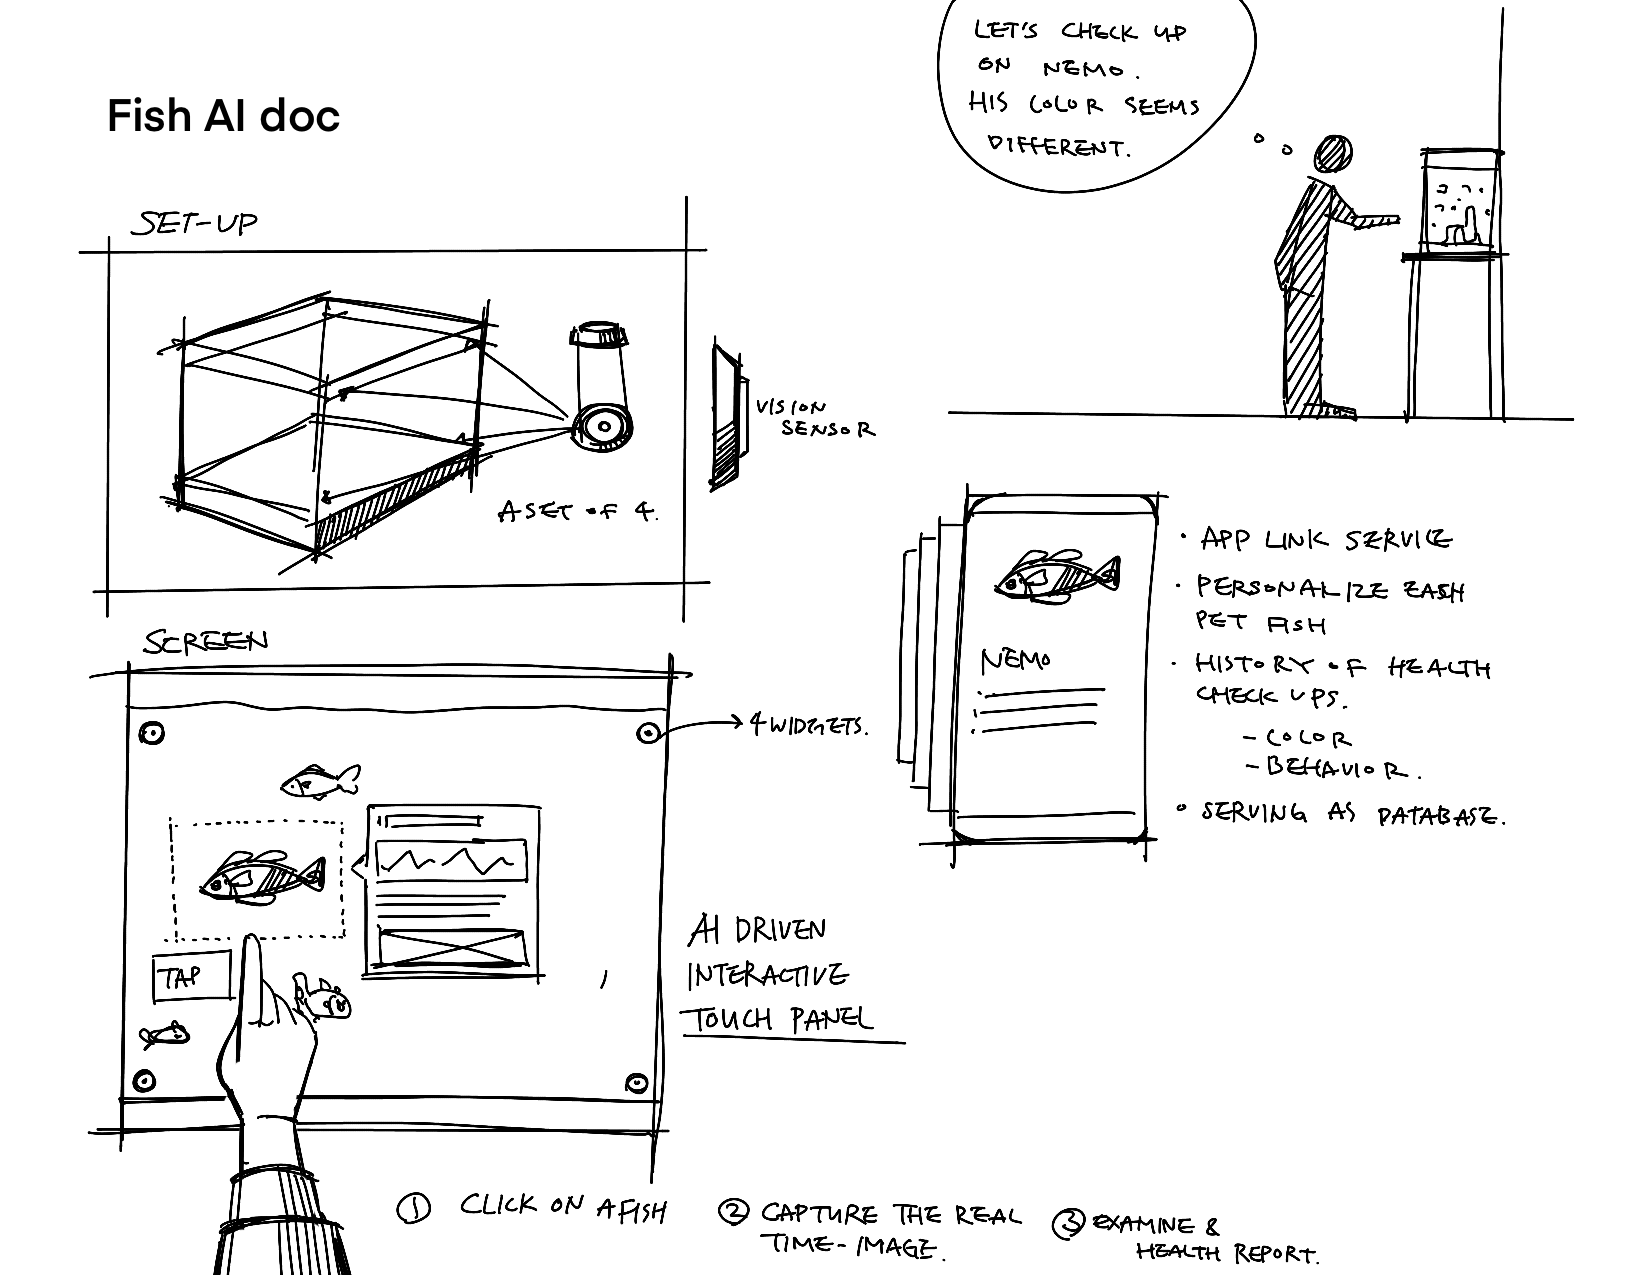 LET'S CHECK UP
ON NEMO.
HIS COLOR SEEMS
DIFFERENT.
Fish AI doc
SET-UP
VISION
SENSOR
A SET OF 4.
SCREEN
4 WIDGETS.
TAP
AI DRIVEN
INTERACTIVE
TOUCH PANEL
NEMO
• APP LINK SERVICE
• PERSONALIZE EASH
PET FISH
• HISTORY OF HEALTH
CHECK UPS.
- COLOR
- BEHAVIOR.
• SERVING AS DATABASE.
① CLICK ON A FISH
② CAPTURE THE REAL
TIME-IMAGE.
③ EXAMINE &
HEALTH REPORT.